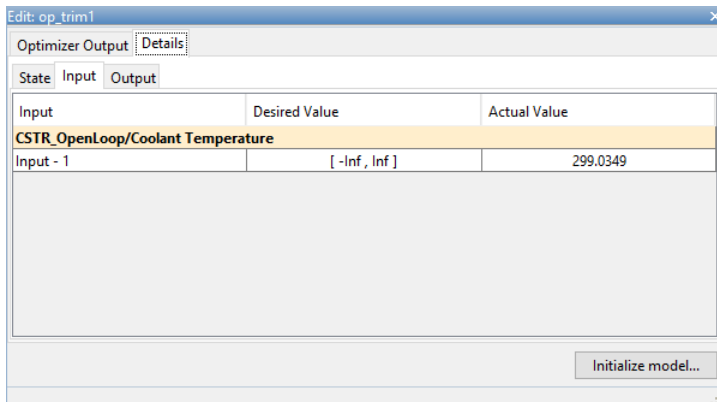 Edit: op_trim1
Optimizer Output Details
State Input Output
Input Desired Value Actual Value
CSTR_OpenLoop/Coolant Temperature
Input - 1 [ -Inf , Inf ] 299.0349
Initialize model...